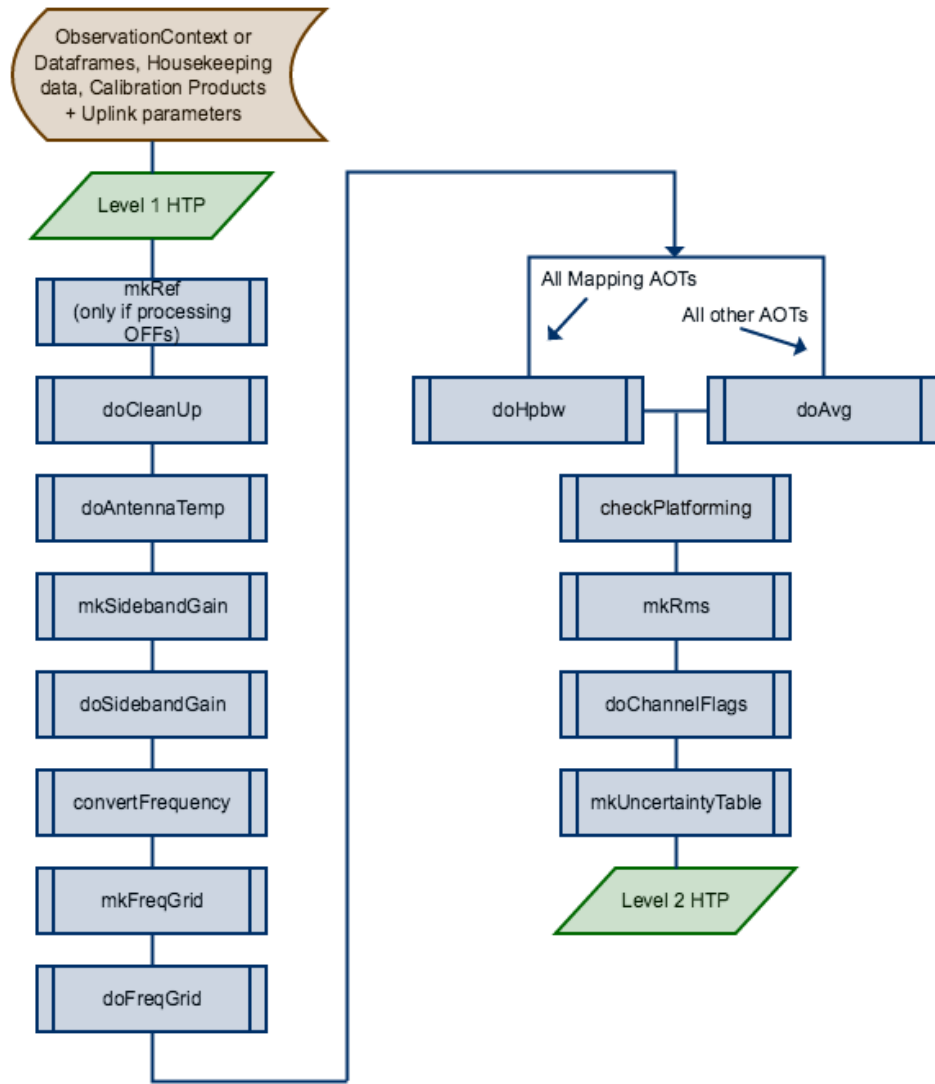 ObservationContext or
Dataframes, Housekeeping
data, Calibration Products
+ Uplink parameters
Level 1 HTP
mkRef
(only if processing
OFFs)
doCleanUp
doAntennaTemp
mkSidebandGain
doSidebandGain
convertFrequency
mkFreqGrid
doFreqGrid
All Mapping AOTs
All other AOTs
doHpbw
doAvg
checkPlatforming
mkRms
doChannelFlags
mkUncertaintyTable
Level 2 HTP